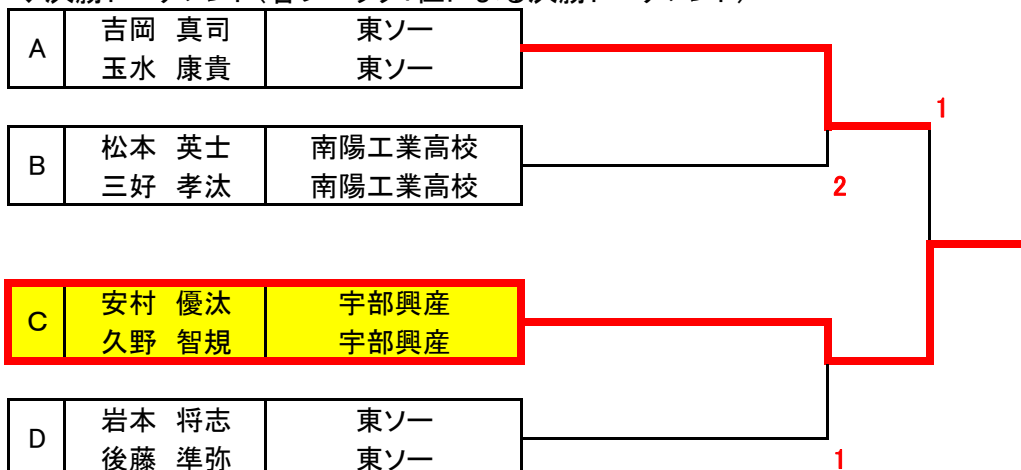 A 吉岡 真司 東ソー
玉水 康貴 東ソー
1
B 松本 英士 南陽工業高校
三好 孝汰 南陽工業高校
2
C 安村 優汰 宇部興産
久野 智規 宇部興産
D 岩本 将志 東ソー
後藤 準弥 東ソー
1